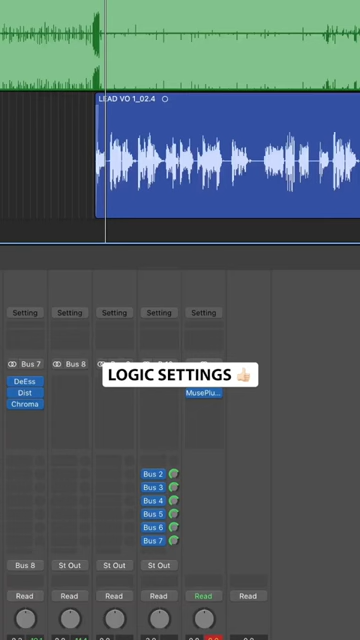 LEAD VO 1_02.4
Setting Setting Setting Setting Setting
Bus 7 Bus 8
LOGIC SETTINGS 👍🏻
DeEss
Dist MusePlu...
Chroma
Bus 2
Bus 3
Bus 4
Bus 5
Bus 6
Bus 7
Bus 8 St Out St Out St Out
Read Read Read Read Read Read